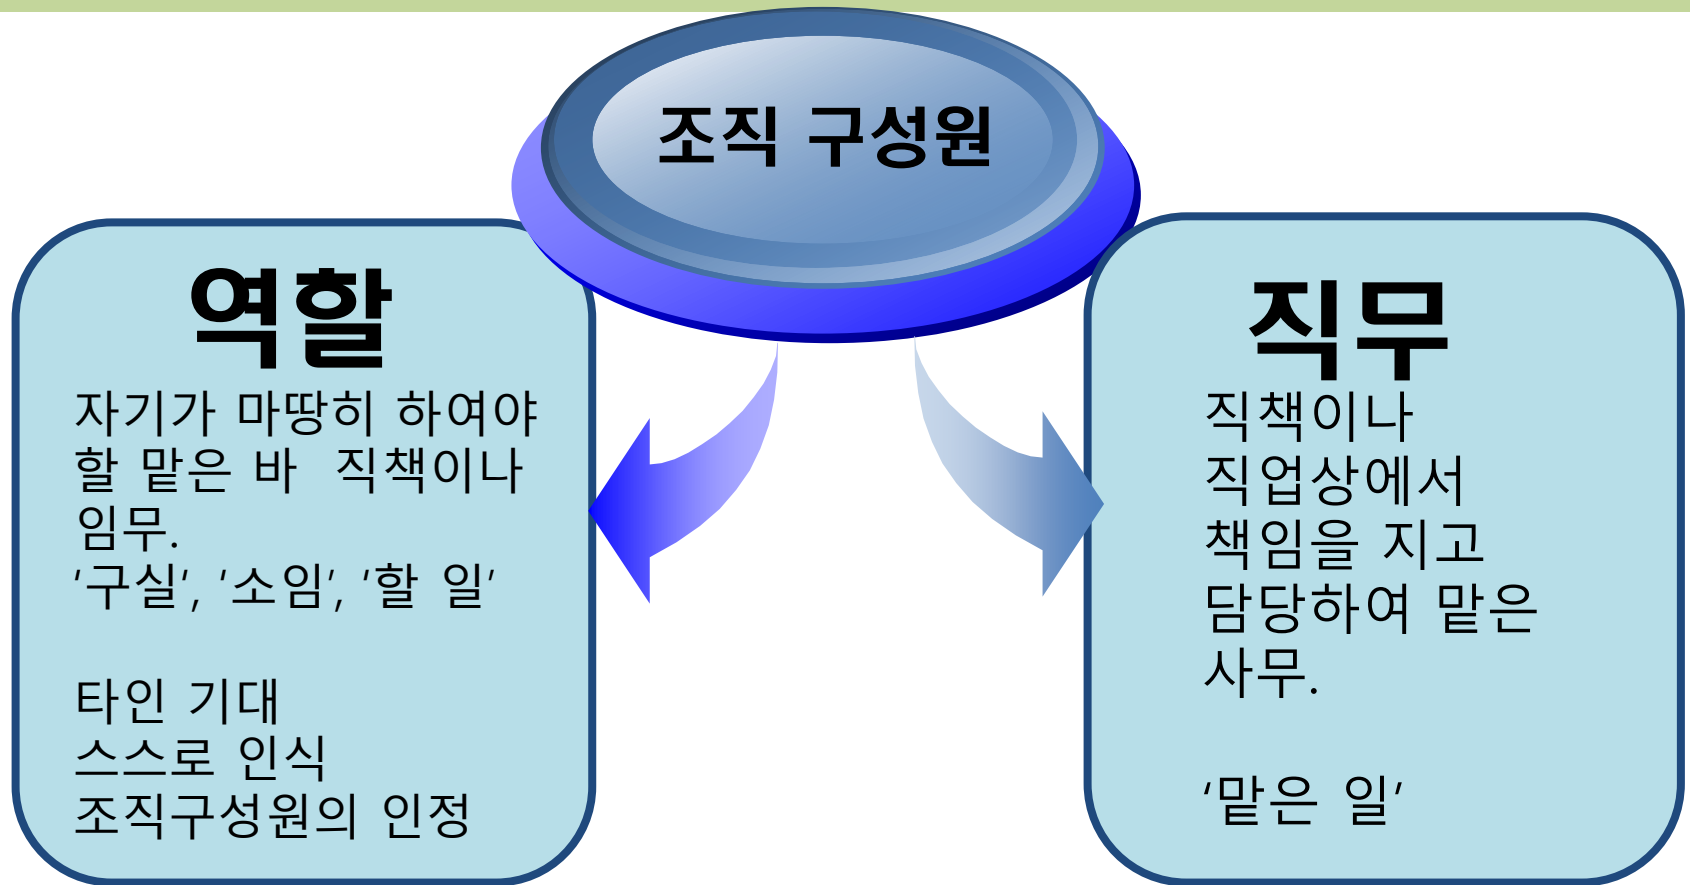 조직 구성원
역할
자기가 마땅히 하여야
할 맡은 바 직책이나
임무.
‘구실’, ‘소임’, ‘할 일’
타인 기대
스스로 인식
조직구성원의 인정
직무
직책이나
직업상에서
책임을 지고
담당하여 맡은
사무.
‘맡은 일’